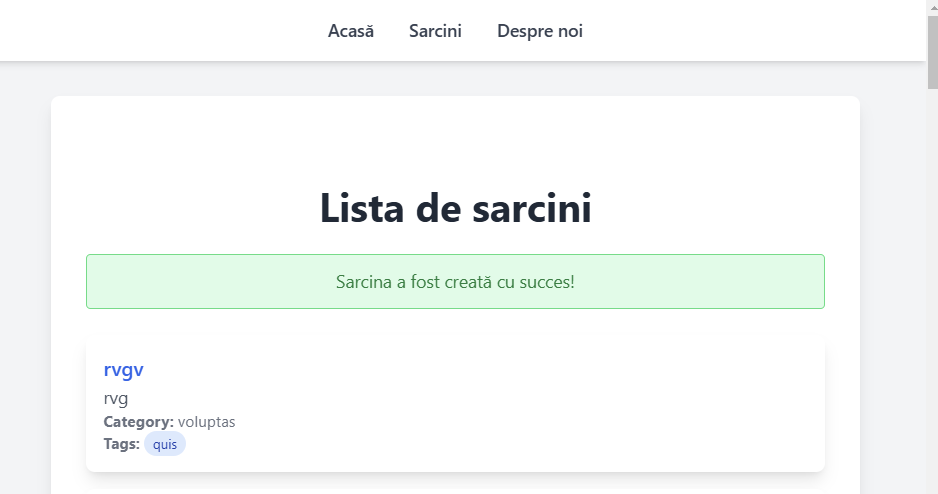 Acasă Sarcini Despre noi
Lista de sarcini
Sarcina a fost creată cu succes!
rvgv
rvg
Category: voluptas
Tags: quis